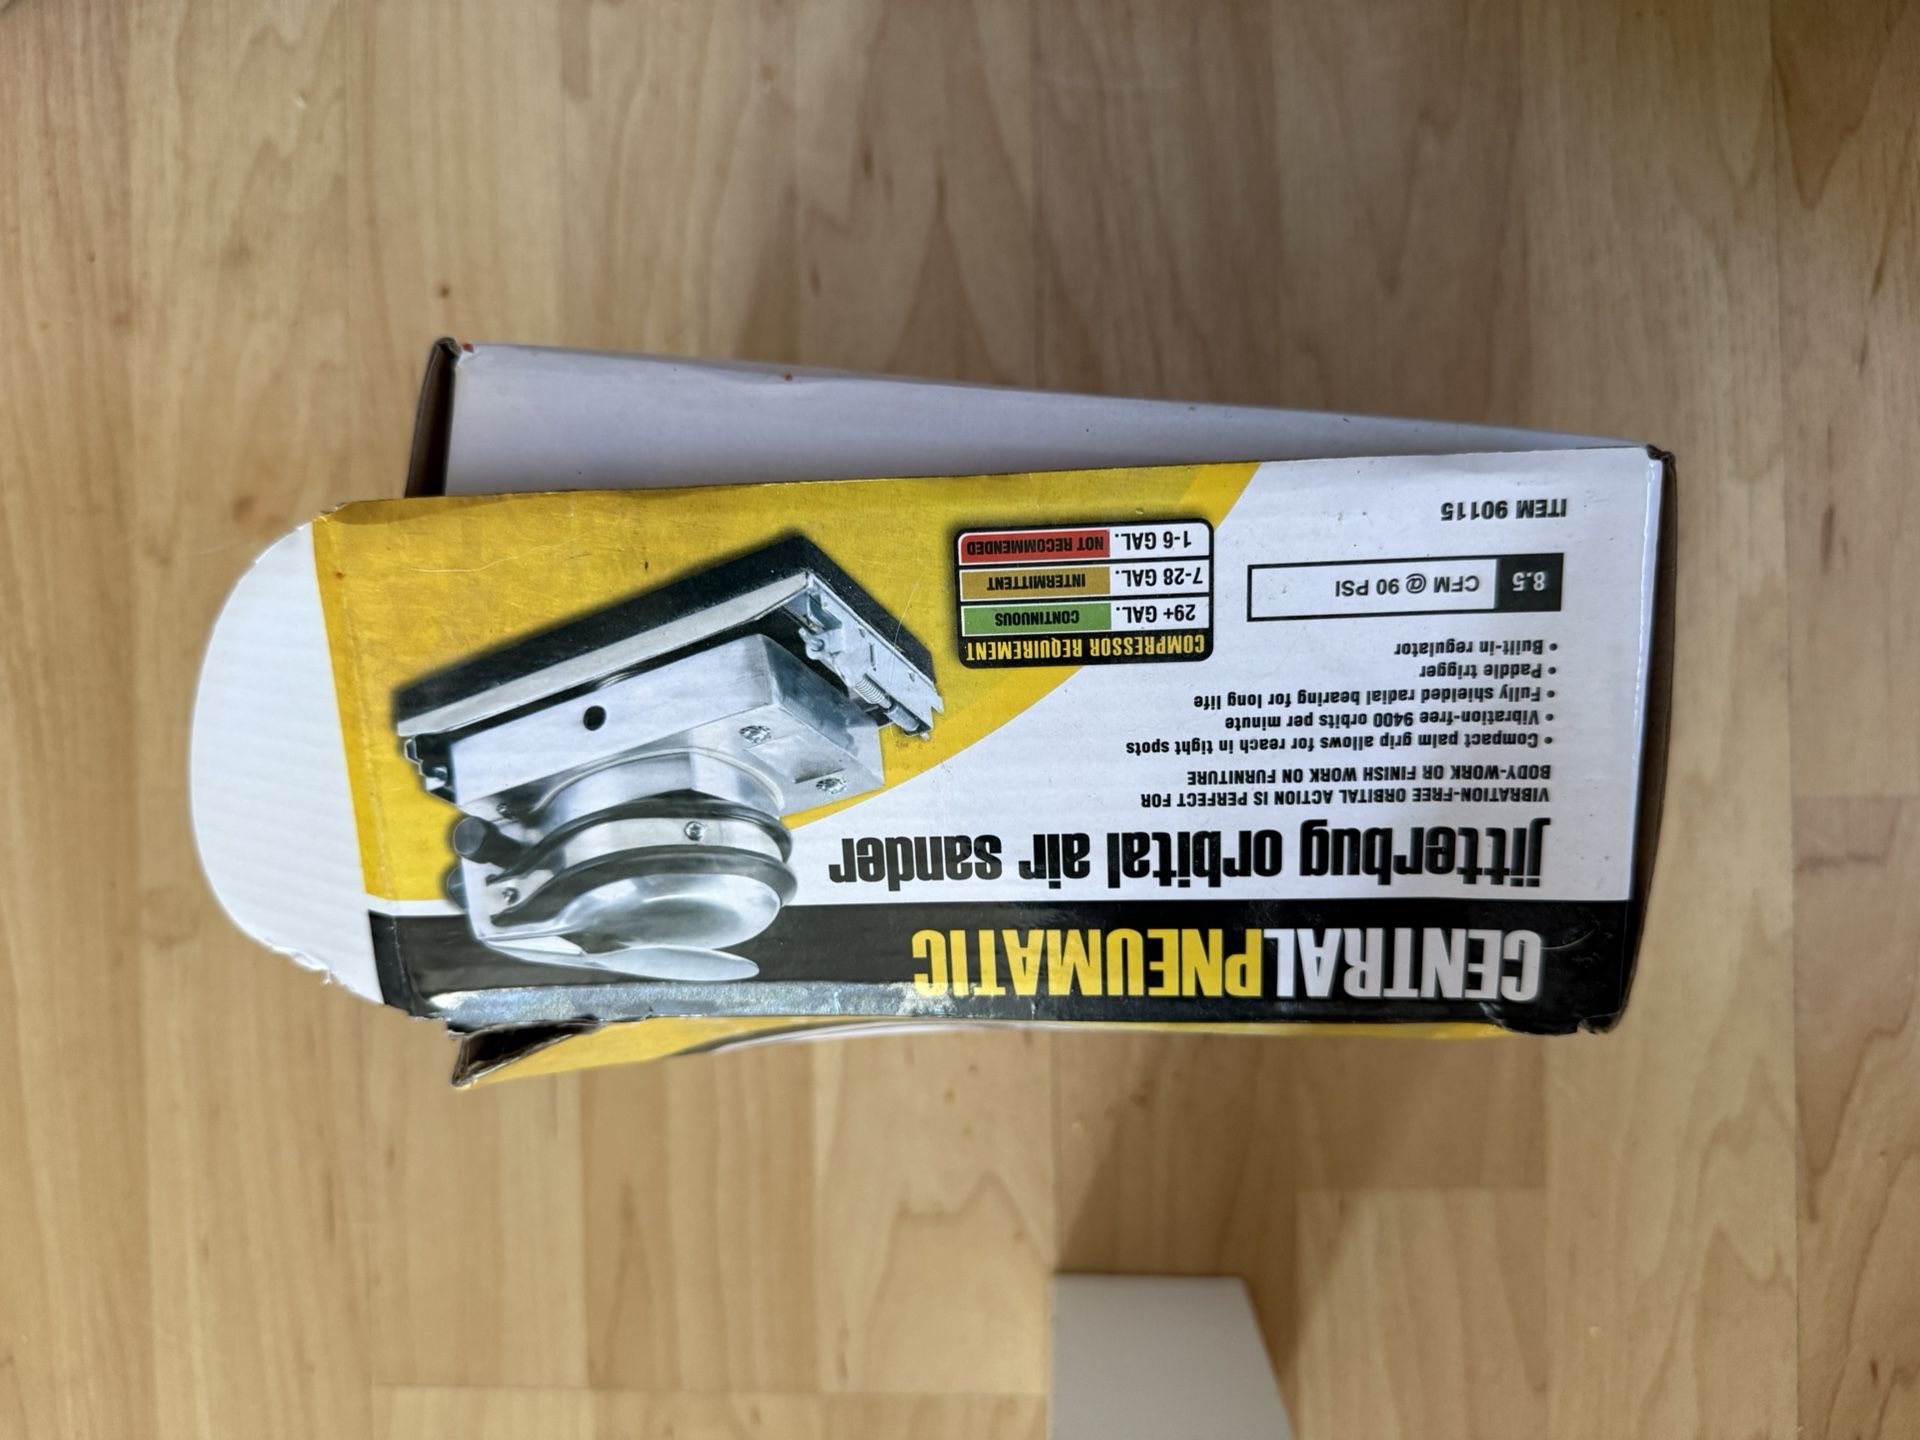 CENTRALPNEUMATIC
jitterbug orbital air sander
VIBRATION-FREE ORBITAL ACTION IS PERFECT FOR
BODY-WORK OR FINISH WORK ON FURNITURE
• Compact palm grip allows for reach in tight spots
• Vibration-free 9400 orbits per minute
• Fully shielded radial bearing for long life
• Paddle trigger
• Built-in regulator
8.5 CFM @ 90 PSI
ITEM 90115
COMPRESSOR REQUIREMENT
29+ GAL. CONTINUOUS
7-28 GAL. INTERMITTENT
1-6 GAL. NOT RECOMMENDED